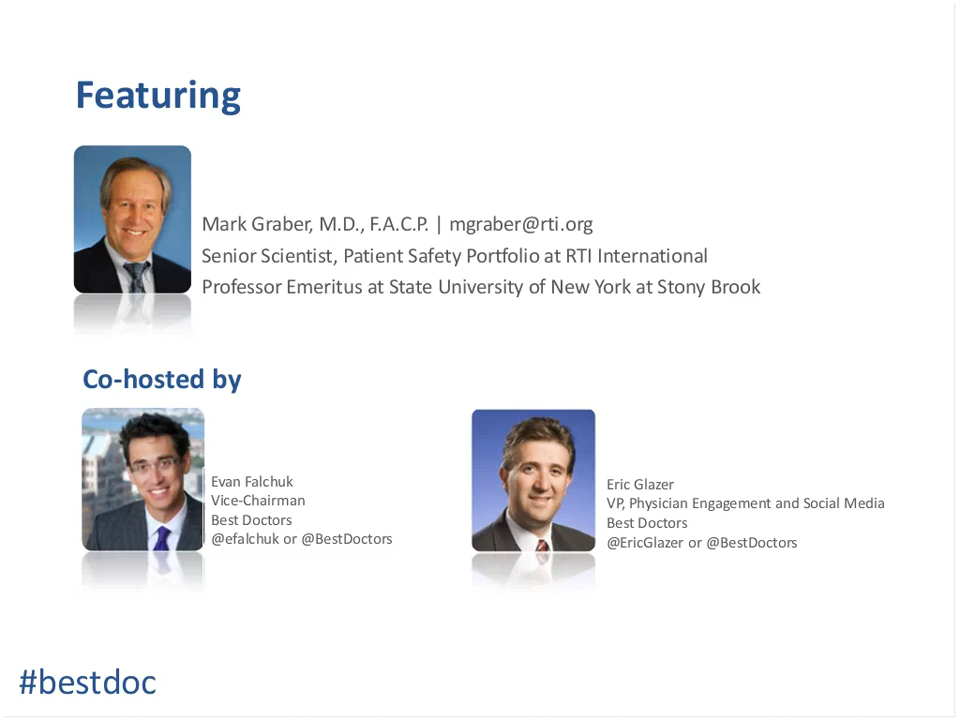 Featuring
Mark Graber, M.D., F.A.C.P. | mgraber@rti.org
Senior Scientist, Patient Safety Portfolio at RTI International
Professor Emeritus at State University of New York at Stony Brook
Co-hosted by
Evan Falchuk
Vice-Chairman
Best Doctors
@efalchuk or @BestDoctors
Eric Glazer
VP, Physician Engagement and Social Media
Best Doctors
@EricGlazer or @BestDoctors
#bestdoc